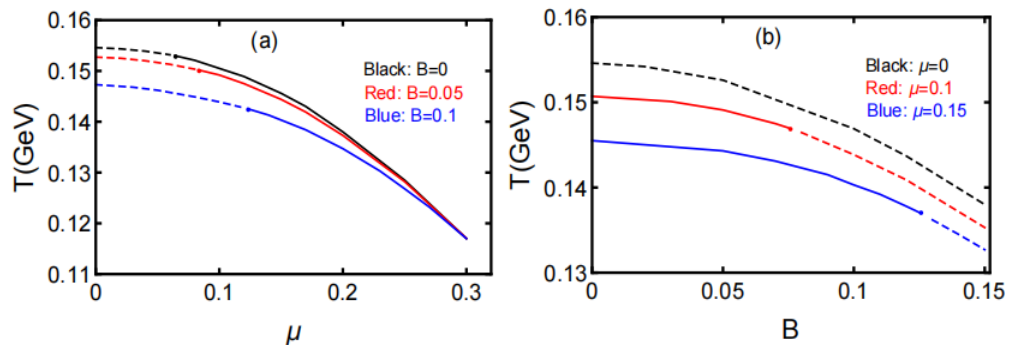 (a)
Black: B=0
Red: B=0.05
Blue: B=0.1
T(GeV)
0.16
0.15
0.14
0.13
0.12
0.11
0
0.1
0.2
0.3
μ
(b)
Black: μ=0
Red: μ=0.1
Blue: μ=0.15
T(GeV)
0.16
0.15
0.14
0.13
0
0.05
0.1
0.15
B